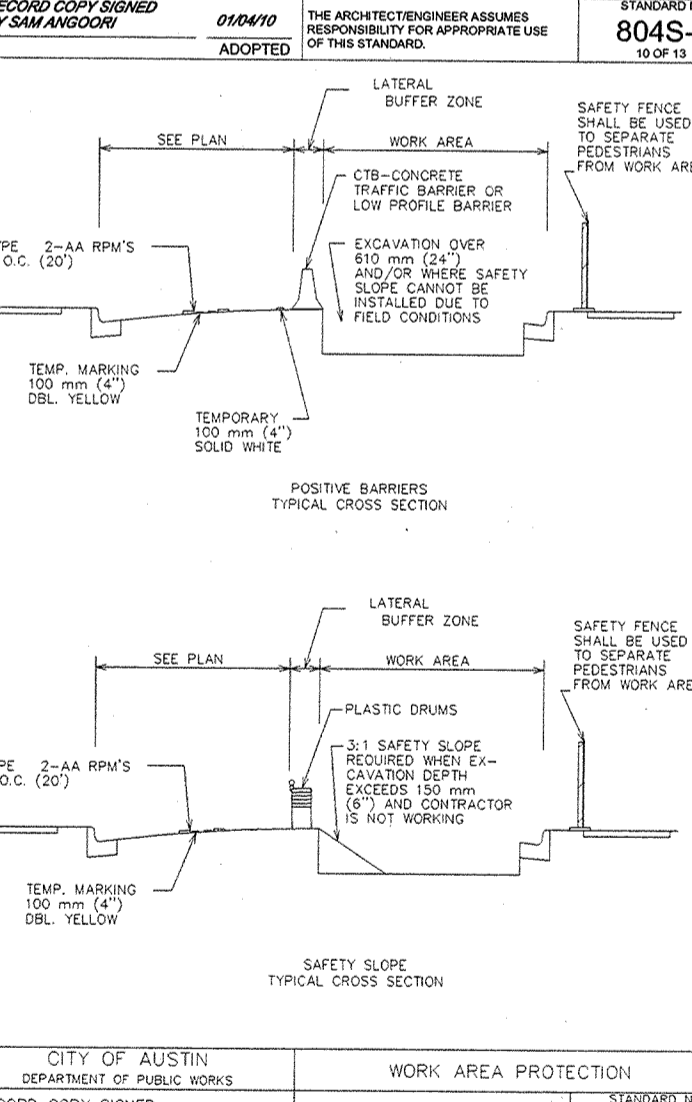 ECORD COPY SIGNED
Y SAM ANGOORI
01/04/10
ADOPTED
THE ARCHITECT/ENGINEER ASSUMES
RESPONSIBILITY FOR APPROPRIATE USE
OF THIS STANDARD.
STANDARD
804S-
10 OF 13
LATERAL
BUFFER ZONE
SEE PLAN
WORK AREA
SAFETY FENCE
SHALL BE USED
TO SEPARATE
PEDESTRIANS
FROM WORK ARE
CTB-CONCRETE
TRAFFIC BARRIER OR
LOW PROFILE BARRIER
PE 2-AA RPM'S
O.C. (20')
EXCAVATION OVER
610 mm (24")
AND/OR WHERE SAFETY
SLOPE CANNOT BE
INSTALLED DUE TO
FIELD CONDITIONS
TEMP. MARKING
100 mm (4")
DBL. YELLOW
TEMPORARY
100 mm (4")
SOLID WHITE
POSITIVE BARRIERS
TYPICAL CROSS SECTION
LATERAL
BUFFER ZONE
SEE PLAN
WORK AREA
SAFETY FENCE
SHALL BE USED
TO SEPARATE
PEDESTRIANS
FROM WORK ARE
PLASTIC DRUMS
PE 2-AA RPM'S
O.C. (20')
3:1 SAFETY SLOPE
REQUIRED WHEN EX-
CAVATION DEPTH
EXCEEDS 150 mm
(6") AND CONTRACTOR
IS NOT WORKING
TEMP. MARKING
100 mm (4")
DBL. YELLOW
SAFETY SLOPE
TYPICAL CROSS SECTION
CITY OF AUSTIN
DEPARTMENT OF PUBLIC WORKS
WORK AREA PROTECTION
CORD COPY SIGNED
STANDARD N